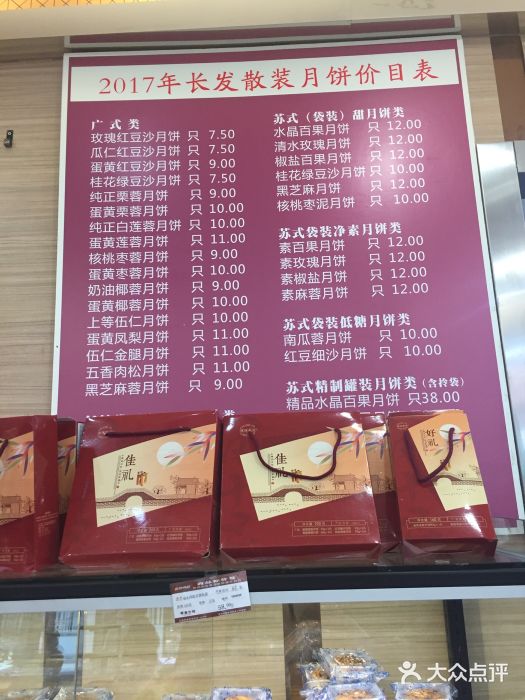 2017年长发散装月饼价目表
广式类
玫瑰红豆沙月饼 只 7.50
瓜仁红豆沙月饼 只 7.50
蛋黄红豆沙月饼 只 9.00
桂花绿豆沙月饼 只 7.50
纯正栗蓉月饼 只 9.00
蛋黄栗蓉月饼 只 10.00
纯正白莲蓉月饼 只 10.00
蛋黄莲蓉月饼 只 11.00
核桃枣蓉月饼 只 9.00
蛋黄枣蓉月饼 只 10.00
奶油椰蓉月饼 只 9.00
蛋黄椰蓉月饼 只 10.00
上等伍仁月饼 只 10.00
蛋黄凤梨月饼 只 11.00
伍仁金腿月饼 只 11.00
五香肉松月饼 只 11.00
黑芝麻蓉月饼 只 9.00
苏式（袋装）甜月饼类
水晶百果月饼 只 12.00
清水玫瑰月饼 只 12.00
椒盐百果月饼 只 12.00
桂花绿豆沙月饼 只 10.00
黑芝麻月饼 只 10.00
核桃枣泥月饼 只 10.00
苏式袋装净素月饼类
素百果月饼 只 12.00
素玫瑰月饼 只 12.00
素椒盐月饼 只 12.00
素麻蓉月饼 只 12.00
苏式袋装低糖月饼类
南瓜蓉月饼 只 10.00
红豆细沙月饼 只 10.00
苏式精制罐装月饼类（含拎袋）
精品水晶百果月饼 只38.00
类
佳礼
佳礼
好礼
大众点评